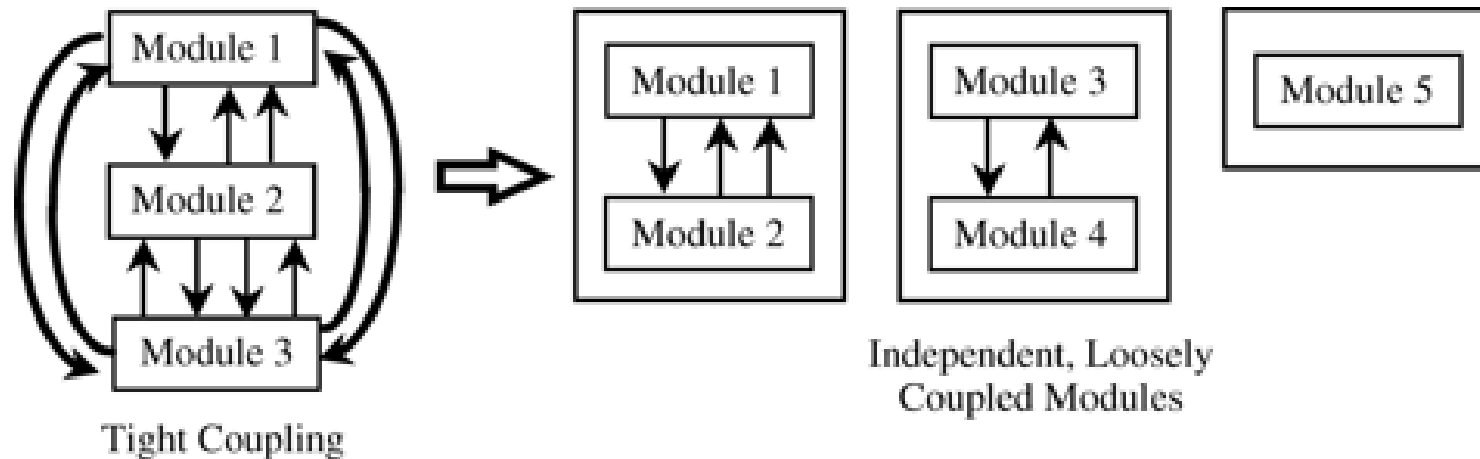 Module 1
Module 2
Module 3
Tight Coupling
Module 1
Module 2
Module 3
Module 4
Module 5
Independent, Loosely
Coupled Modules